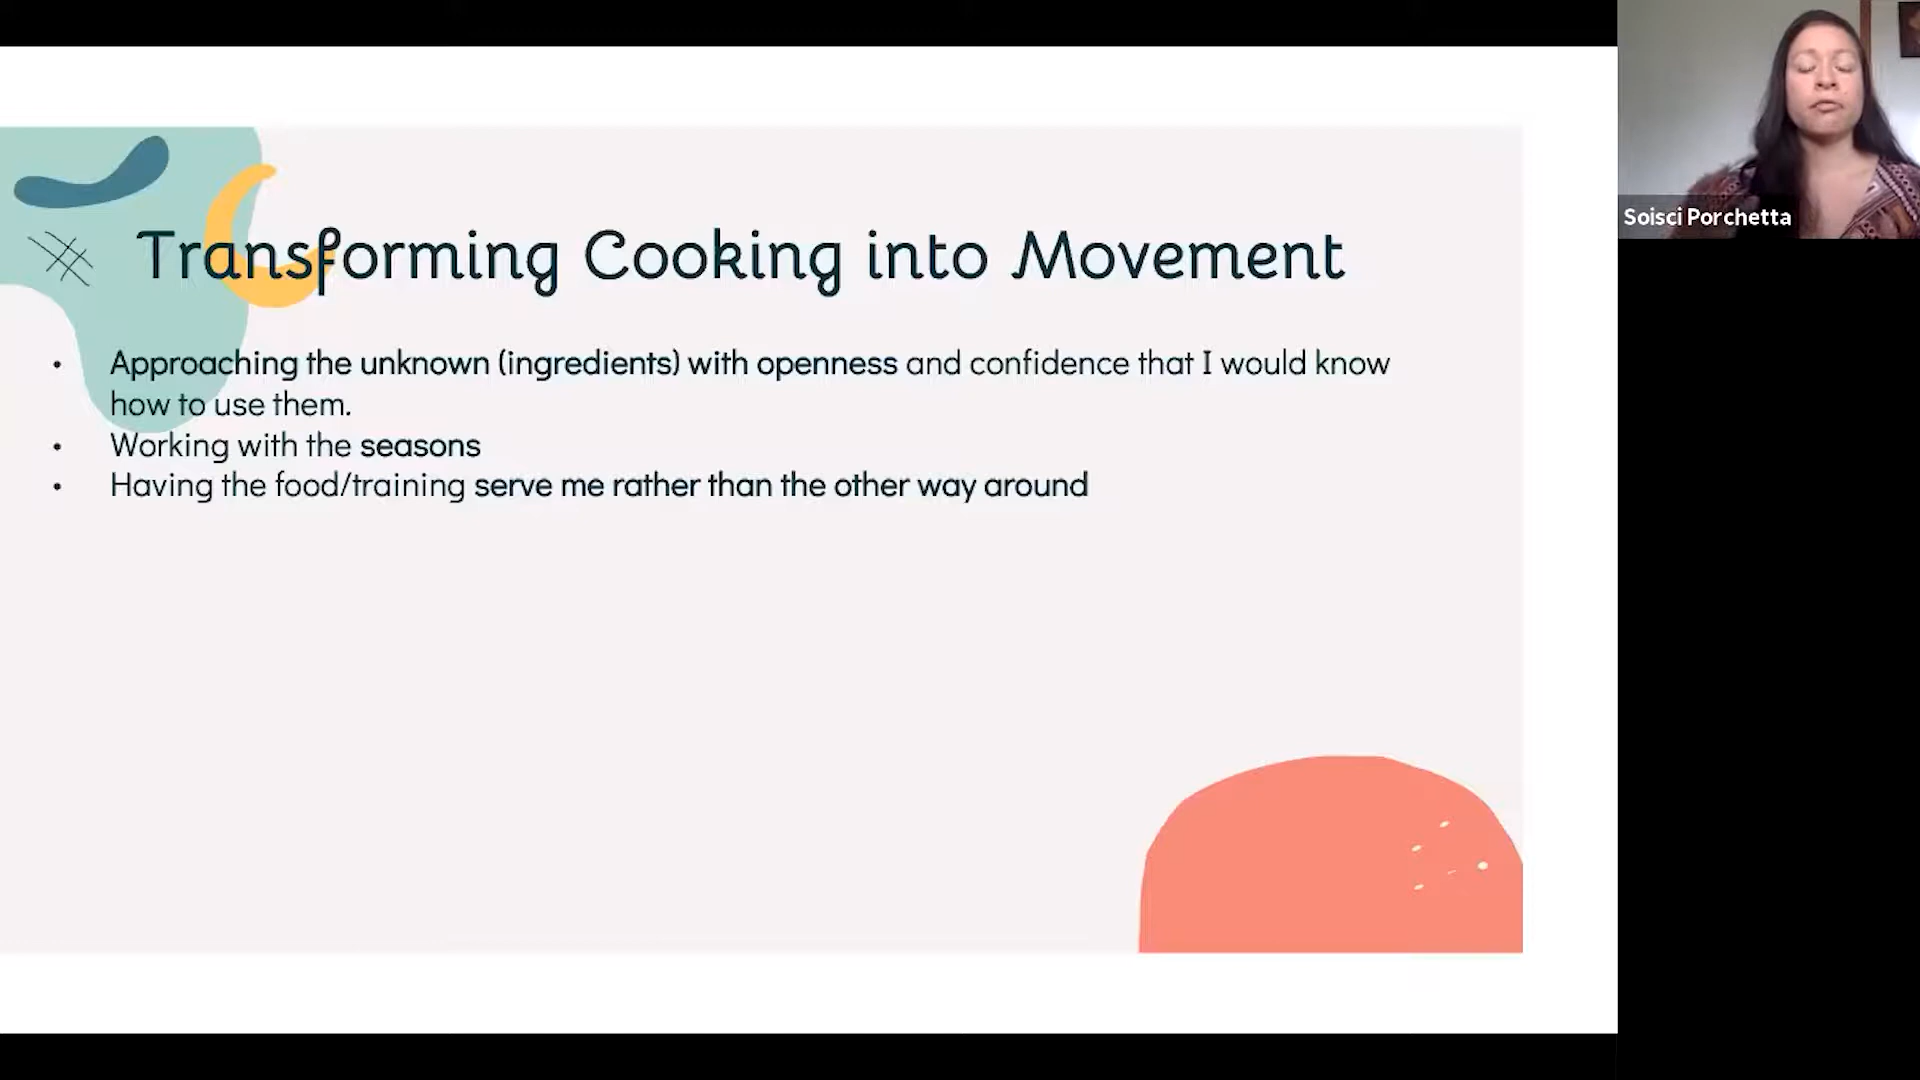 Transforming Cooking into Movement
• Approaching the unknown (ingredients) with openness and confidence that I would know
how to use them.
• Working with the seasons
• Having the food/training serve me rather than the other way around
Soisci Porchetta